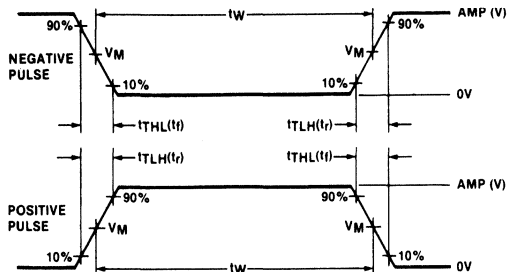 tW
90%
90%
AMP (V)
NEGATIVE
PULSE
VM
VM
10%
10%
0V
tTHL(tf)
tTLH(tr)
tTLH(tr)
tTHL(tf)
90%
90%
AMP (V)
POSITIVE
PULSE
VM
VM
10%
10%
0V
tW